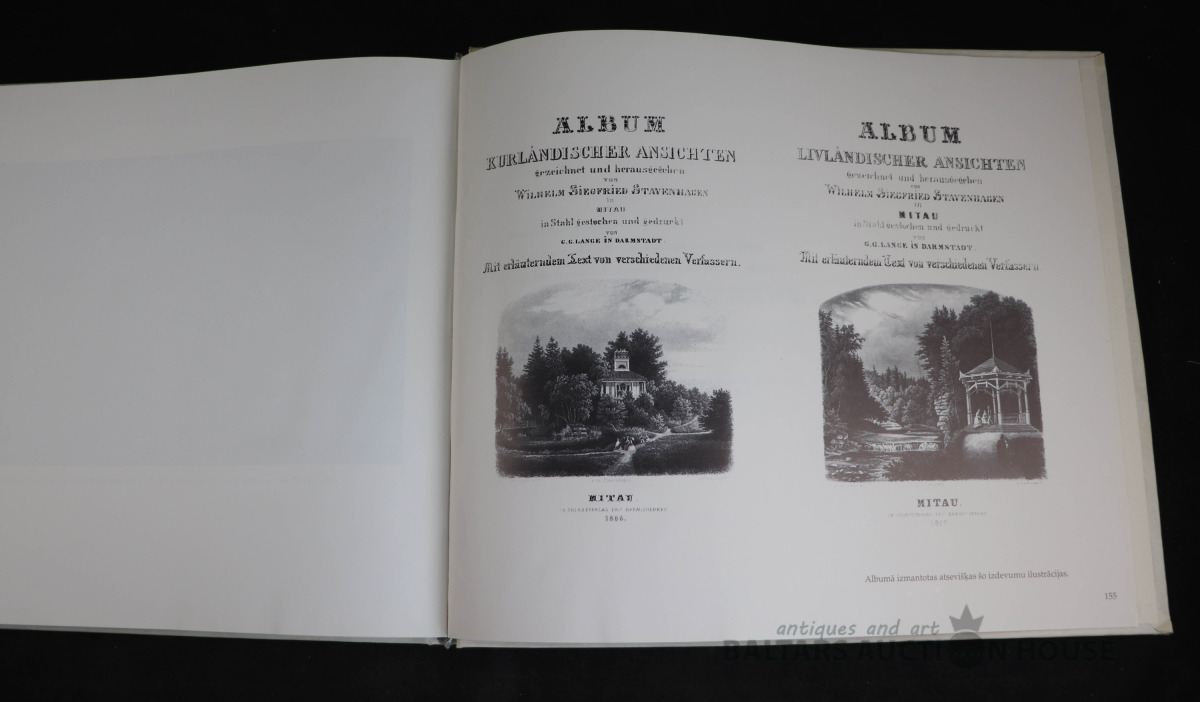 ALBUM
KURLÄNDISCHER ANSICHTEN
gezeichnet und herausgegeben
von
WILHELM SIEGFRIED STAVENHAGEN
in
MITAU
in Stahl gestochen und gedruckt
von
G.G. LANGE IN DARMSTADT.
Mit erläuterndem Text von verschiedenen Verfassern.
MITAU.
1866.
ALBUM
LIVLÄNDISCHER ANSICHTEN
gezeichnet und herausgegeben
von
WILHELM SIEGFRIED STAVENHAGEN
in
MITAU
in Stahl gestochen und gedruckt
von
G.G. LANGE IN DARMSTADT.
Mit erläuterndem Text von verschiedenen Verfassern
MITAU.
Albumā izmantotas atsevišķas šo izdevumu ilustrācijas.
155
antiques and art
BALTARS AUCTION HOUSE